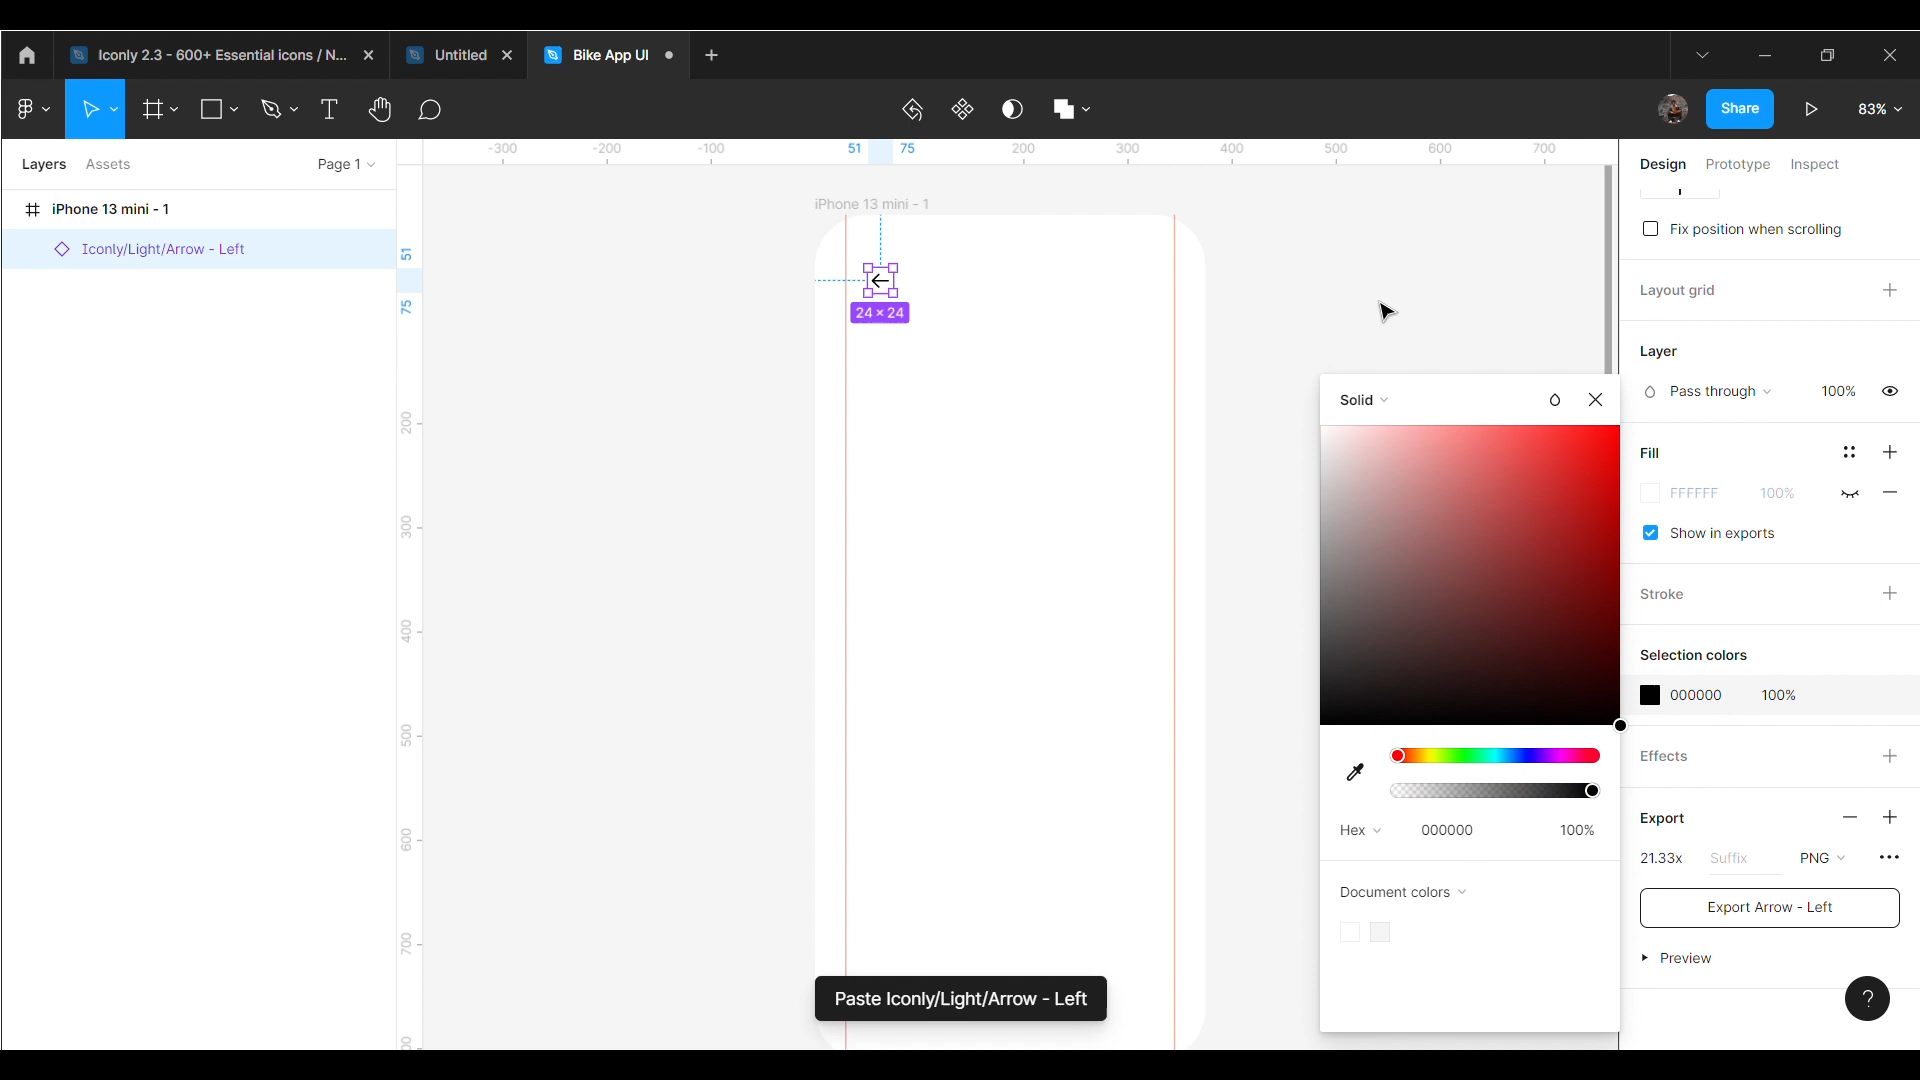 Iconly 2.3 - 600+ Essential icons / N...
Untitled
Bike App UI
Share
83%
Layers
Assets
Page 1
-300
-200
-100
51
75
200
300
400
500
600
700
Design
Prototype
Inspect
iPhone 13 mini - 1
Iconly/Light/Arrow - Left
iPhone 13 mini - 1
51
75
200
300
400
500
600
700
24 × 24
Fix position when scrolling
Layout grid
Layer
Pass through
100%
Solid
Fill
FFFFFF
100%
Show in exports
Stroke
Selection colors
000000
100%
Effects
Hex
000000
100%
Export
21.33x
Suffix
PNG
Document colors
Export Arrow - Left
Preview
Paste Iconly/Light/Arrow - Left
?